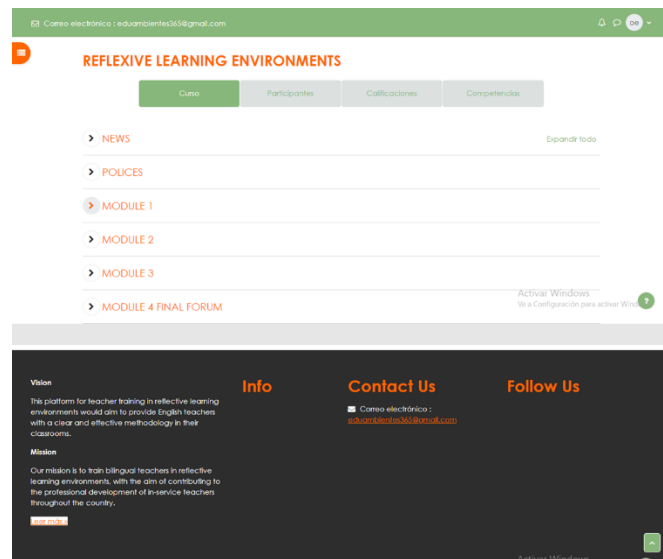 Correo electrónico : eduambientes365@gmail.com
REFLEXIVE LEARNING ENVIRONMENTS
Curso
Participantes
Calificaciones
Competencias
NEWS
Expandir todo
POLICES
MODULE 1
MODULE 2
MODULE 3
Activar Windows
Ve a Configuración para activar Wind
MODULE 4 FINAL FORUM
?
Vision
This platform for teacher training in reflective learning
environments would aim to provide English teachers
with a clear and effective methodology in their
classrooms.
Mission
Our mission is to train bilingual teachers in reflective
learning environments, with the aim of contributing to
the professional development of in-service teachers
throughout the country.
Leer más »
Info
Contact Us
Correo electrónico :
eduambientes365@gmail.com
Follow Us
Activar Windows